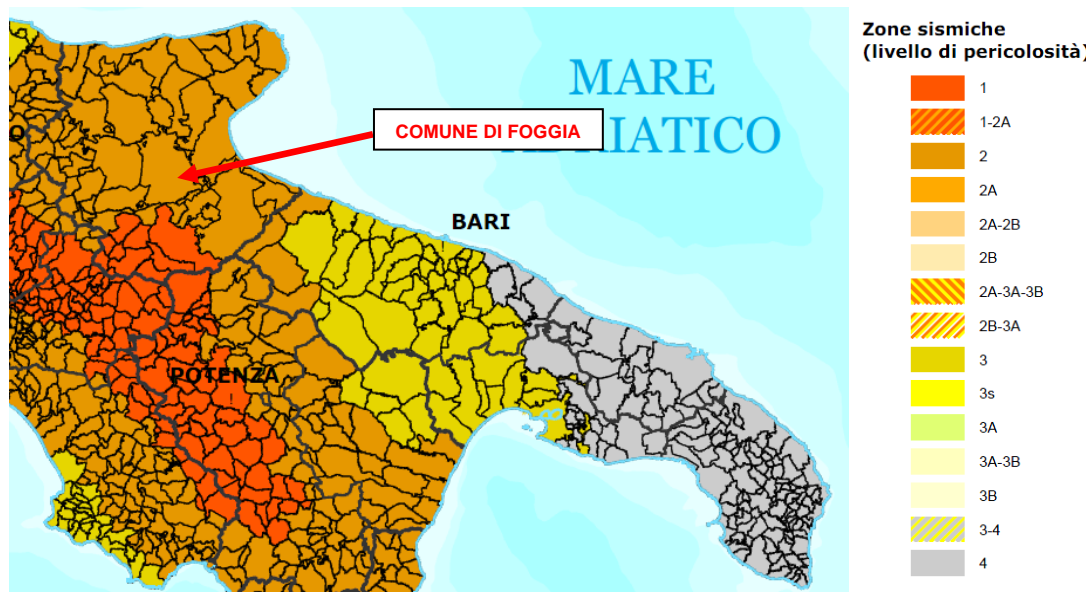 Zone sismiche
(livello di pericolosità)
MARE
ADRIATICO
COMUNE DI FOGGIA
BARI
POTENZA
O
1
1-2A
2
2A
2A-2B
2B
2A-3A-3B
2B-3A
3
3s
3A
3A-3B
3B
3-4
4